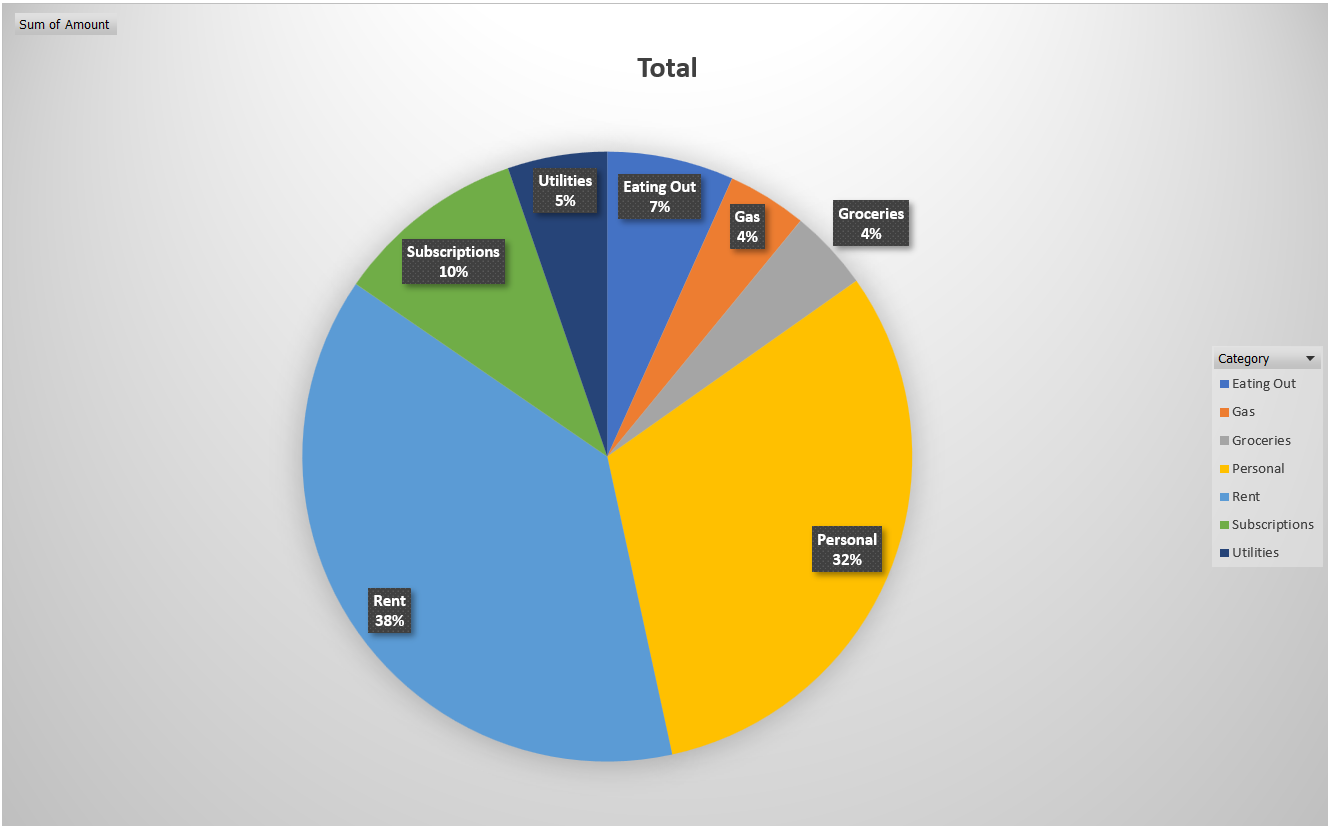 Sum of Amount
Total
Utilities
5%
Eating Out
7%
Gas
4%
Groceries
4%
Subscriptions
10%
Personal
32%
Rent
38%
Category
Eating Out
Gas
Groceries
Personal
Rent
Subscriptions
Utilities